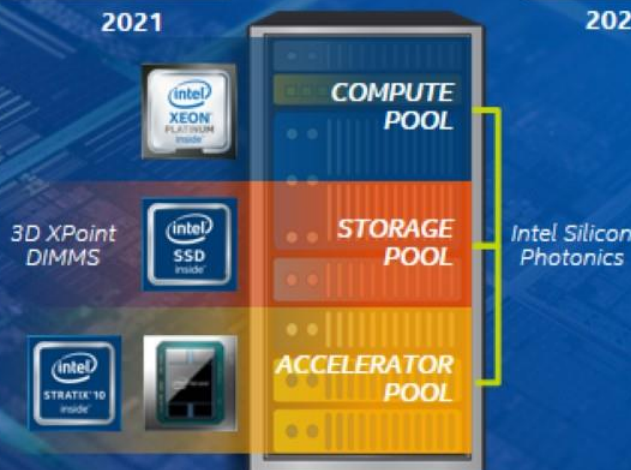 2021
202
intel
XEON
PLATINUM
inside
COMPUTE
POOL
3D XPoint
DIMMS
intel
SSD
inside
STORAGE
POOL
Intel Silicon
Photonics
intel
STRATIX 10
inside
ACCELERATOR
POOL